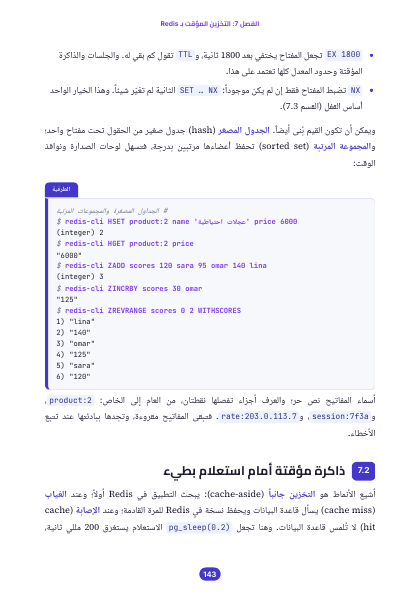 الفصل 7: التخزين المؤقت بـ Redis
• EX 1800 تجعل المفتاح يختفي بعد 1800 ثانية، و TTL تقول كم بقي له. والجلسات والذاكرة
المؤقتة وحدود المعدل كلها تعتمد على هذا.
• NX تضبط المفتاح فقط إن لم يكن موجوداً: SET … NX الثانية لم تغيّر شيئاً. وهذا الخيار الواحد
أساس القفل (القسم 7.3).
ويمكن أن تكون القيم بُنى أيضاً. الجدول المصغر (hash) جدول صغير من الحقول تحت مفتاح واحد؛
والمجموعة المرتبة (sorted set) تحفظ أعضاءها مرتبين بدرجة، فتسهل لوحات الصدارة ونوافذ
الوقت:
الطرفية
# الجداول المصغرة والمجموعات المرتبة
$ redis-cli HSET product:2 name 'عجلات احتياطية' price 6000
(integer) 2
$ redis-cli HGET product:2 price
"6000"
$ redis-cli ZADD scores 120 sara 95 omar 140 lina
(integer) 3
$ redis-cli ZINCRBY scores 30 omar
"125"
$ redis-cli ZREVRANGE scores 0 2 WITHSCORES
1) "lina"
2) "140"
3) "omar"
4) "125"
5) "sara"
6) "120"
أسماء المفاتيح نص حر؛ والعرف أجزاء تفصلها نقطتان، من العام إلى الخاص: product:2،
و session:7f3a، و rate:203.0.113.7. فتبقى المفاتيح مقروءة، وتجدها ببادئتها عند تتبع
الأخطاء.
7.2 ذاكرة مؤقتة أمام استعلام بطيء
أشيع الأنماط هو التخزين جانباً (cache-aside): يبحث التطبيق في Redis أولاً؛ وعند الغياب
(cache miss) يسأل قاعدة البيانات ويحفظ نسخة في Redis للمرة القادمة؛ وعند الإصابة (cache
hit) لا تُلمس قاعدة البيانات. وهنا تجعل pg_sleep(0.2) الاستعلام يستغرق 200 مللي ثانية،
143